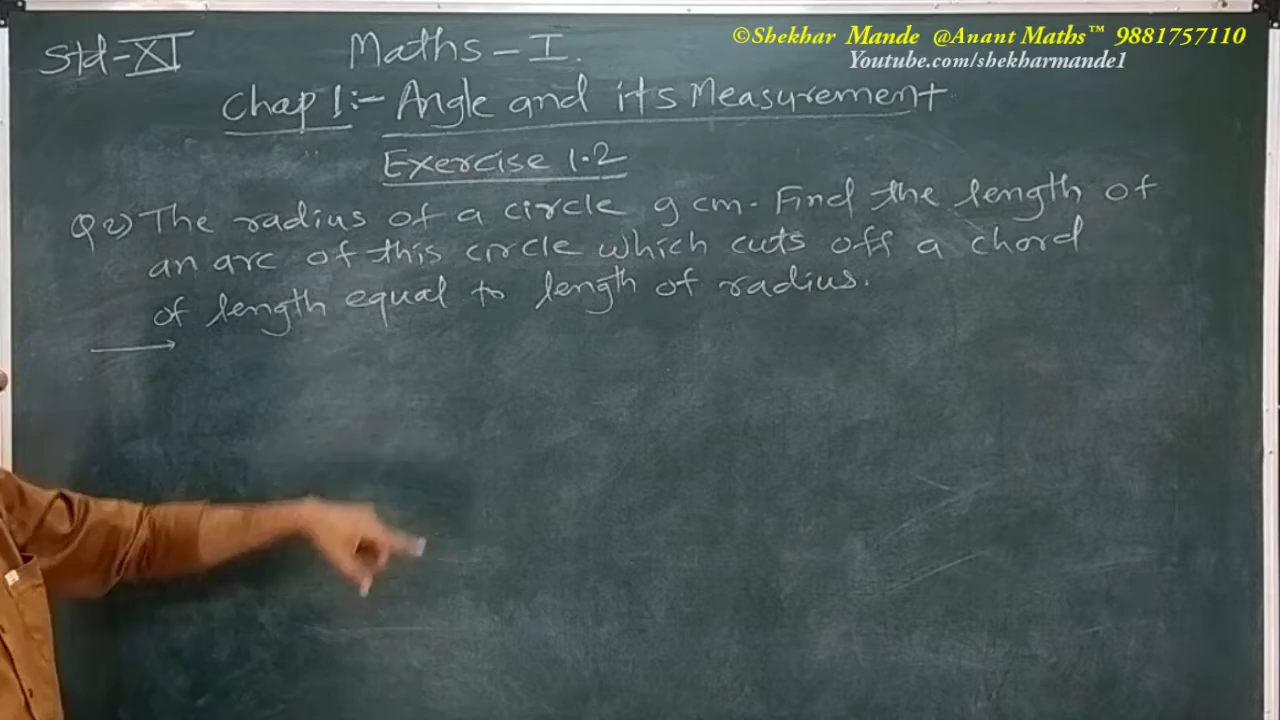 ©Shekhar Mande @Anant Maths™ 9881757110
Youtube.com/shekharmande1
Std-XI Maths-I.
Chap 1:- Angle and its Measurement
Exercise 1.2
Q 2) The radius of a circle 9 cm. Find the length of
an arc of this circle which cuts off a chord
of length equal to length of radius.